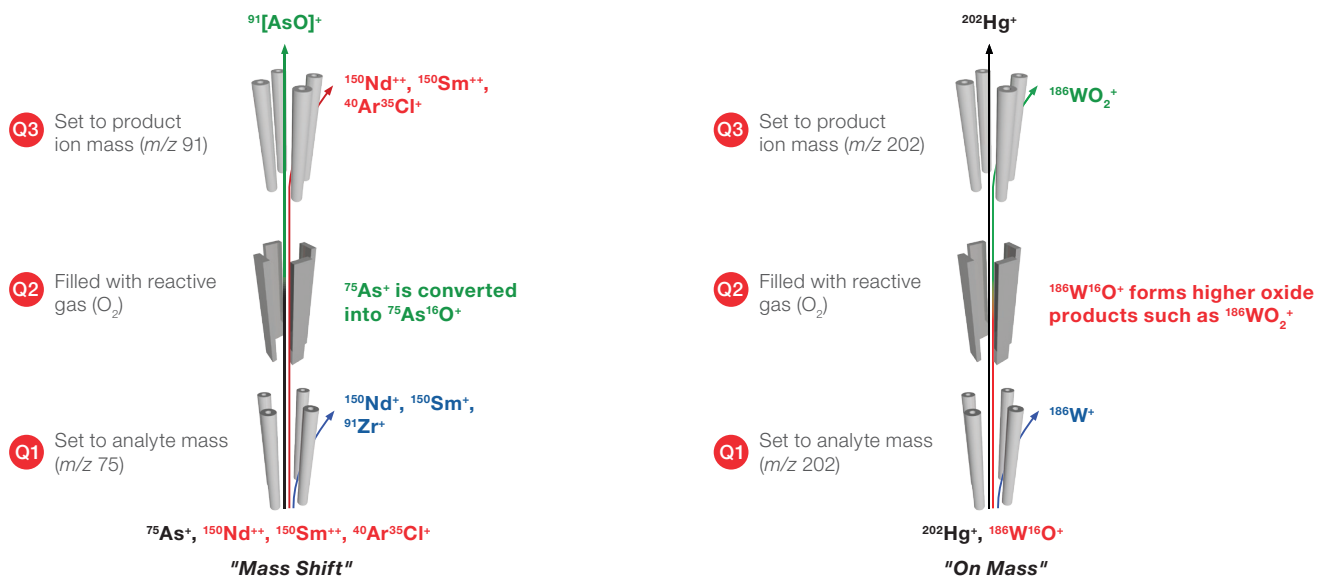 ⁹¹[AsO]⁺
¹⁵⁰Nd⁺⁺, ¹⁵⁰Sm⁺⁺,
⁴⁰Ar³⁵Cl⁺
Q3
Set to product
ion mass (m/z 91)
Q2
Filled with reactive
gas (O₂)
⁷⁵As⁺ is converted
into ⁷⁵As¹⁶O⁺
¹⁵⁰Nd⁺, ¹⁵⁰Sm⁺,
⁹¹Zr⁺
Q1
Set to analyte mass
(m/z 75)
⁷⁵As⁺, ¹⁵⁰Nd⁺⁺, ¹⁵⁰Sm⁺⁺, ⁴⁰Ar³⁵Cl⁺
"Mass Shift"
²⁰²Hg⁺
¹⁸⁶WO₂⁺
Q3
Set to product
ion mass (m/z 202)
Q2
Filled with reactive
gas (O₂)
¹⁸⁶W¹⁶O⁺ forms higher oxide
products such as ¹⁸⁶WO₂⁺
¹⁸⁶W⁺
Q1
Set to analyte mass
(m/z 202)
²⁰²Hg⁺, ¹⁸⁶W¹⁶O⁺
"On Mass"